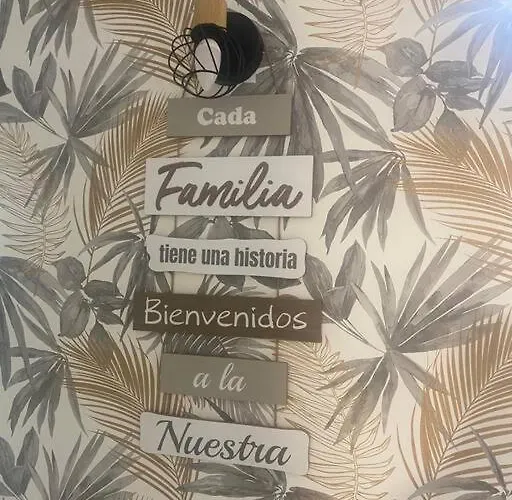 Cada
Familia
tiene una historia
Bienvenidos
a la
Nuestra